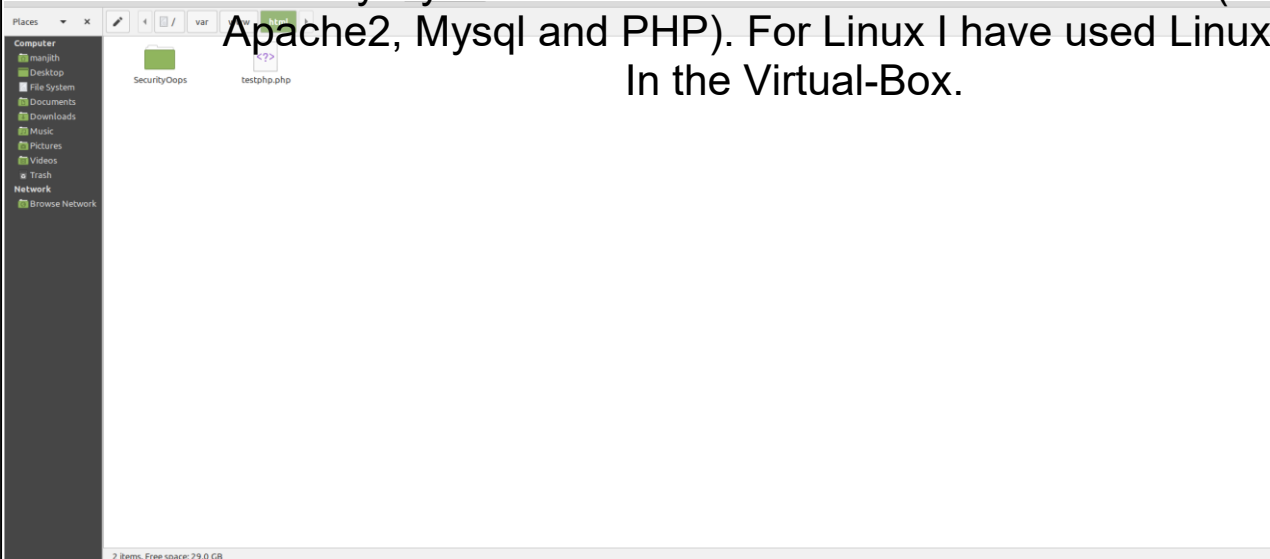 Places
/ var html
Apache2, Mysql and PHP). For Linux I have used Linux
In the Virtual-Box.
Computer
manjith
Desktop
File System
Documents
Downloads
Music
Pictures
Videos
Trash
Network
Browse Network
SecurityOops
testphp.php
2 items, Free space: 29.0 GB